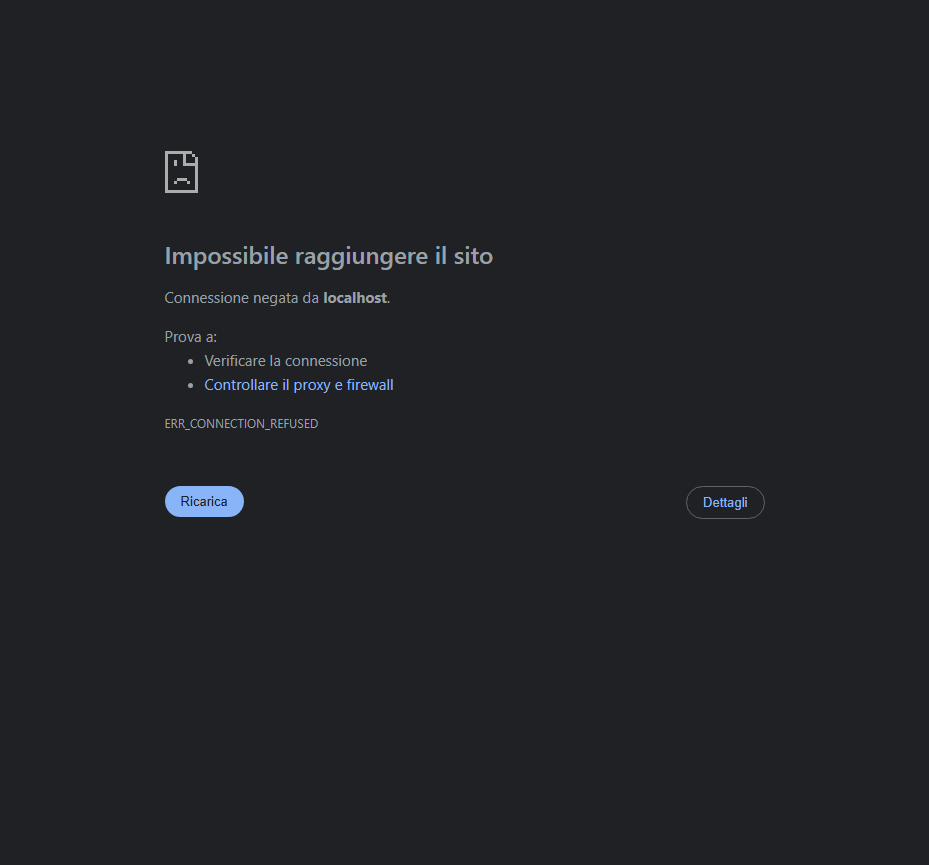 Impossibile raggiungere il sito
Connessione negata da localhost.
Prova a:
Verificare la connessione
Controllare il proxy e firewall
ERR_CONNECTION_REFUSED
Ricarica
Dettagli